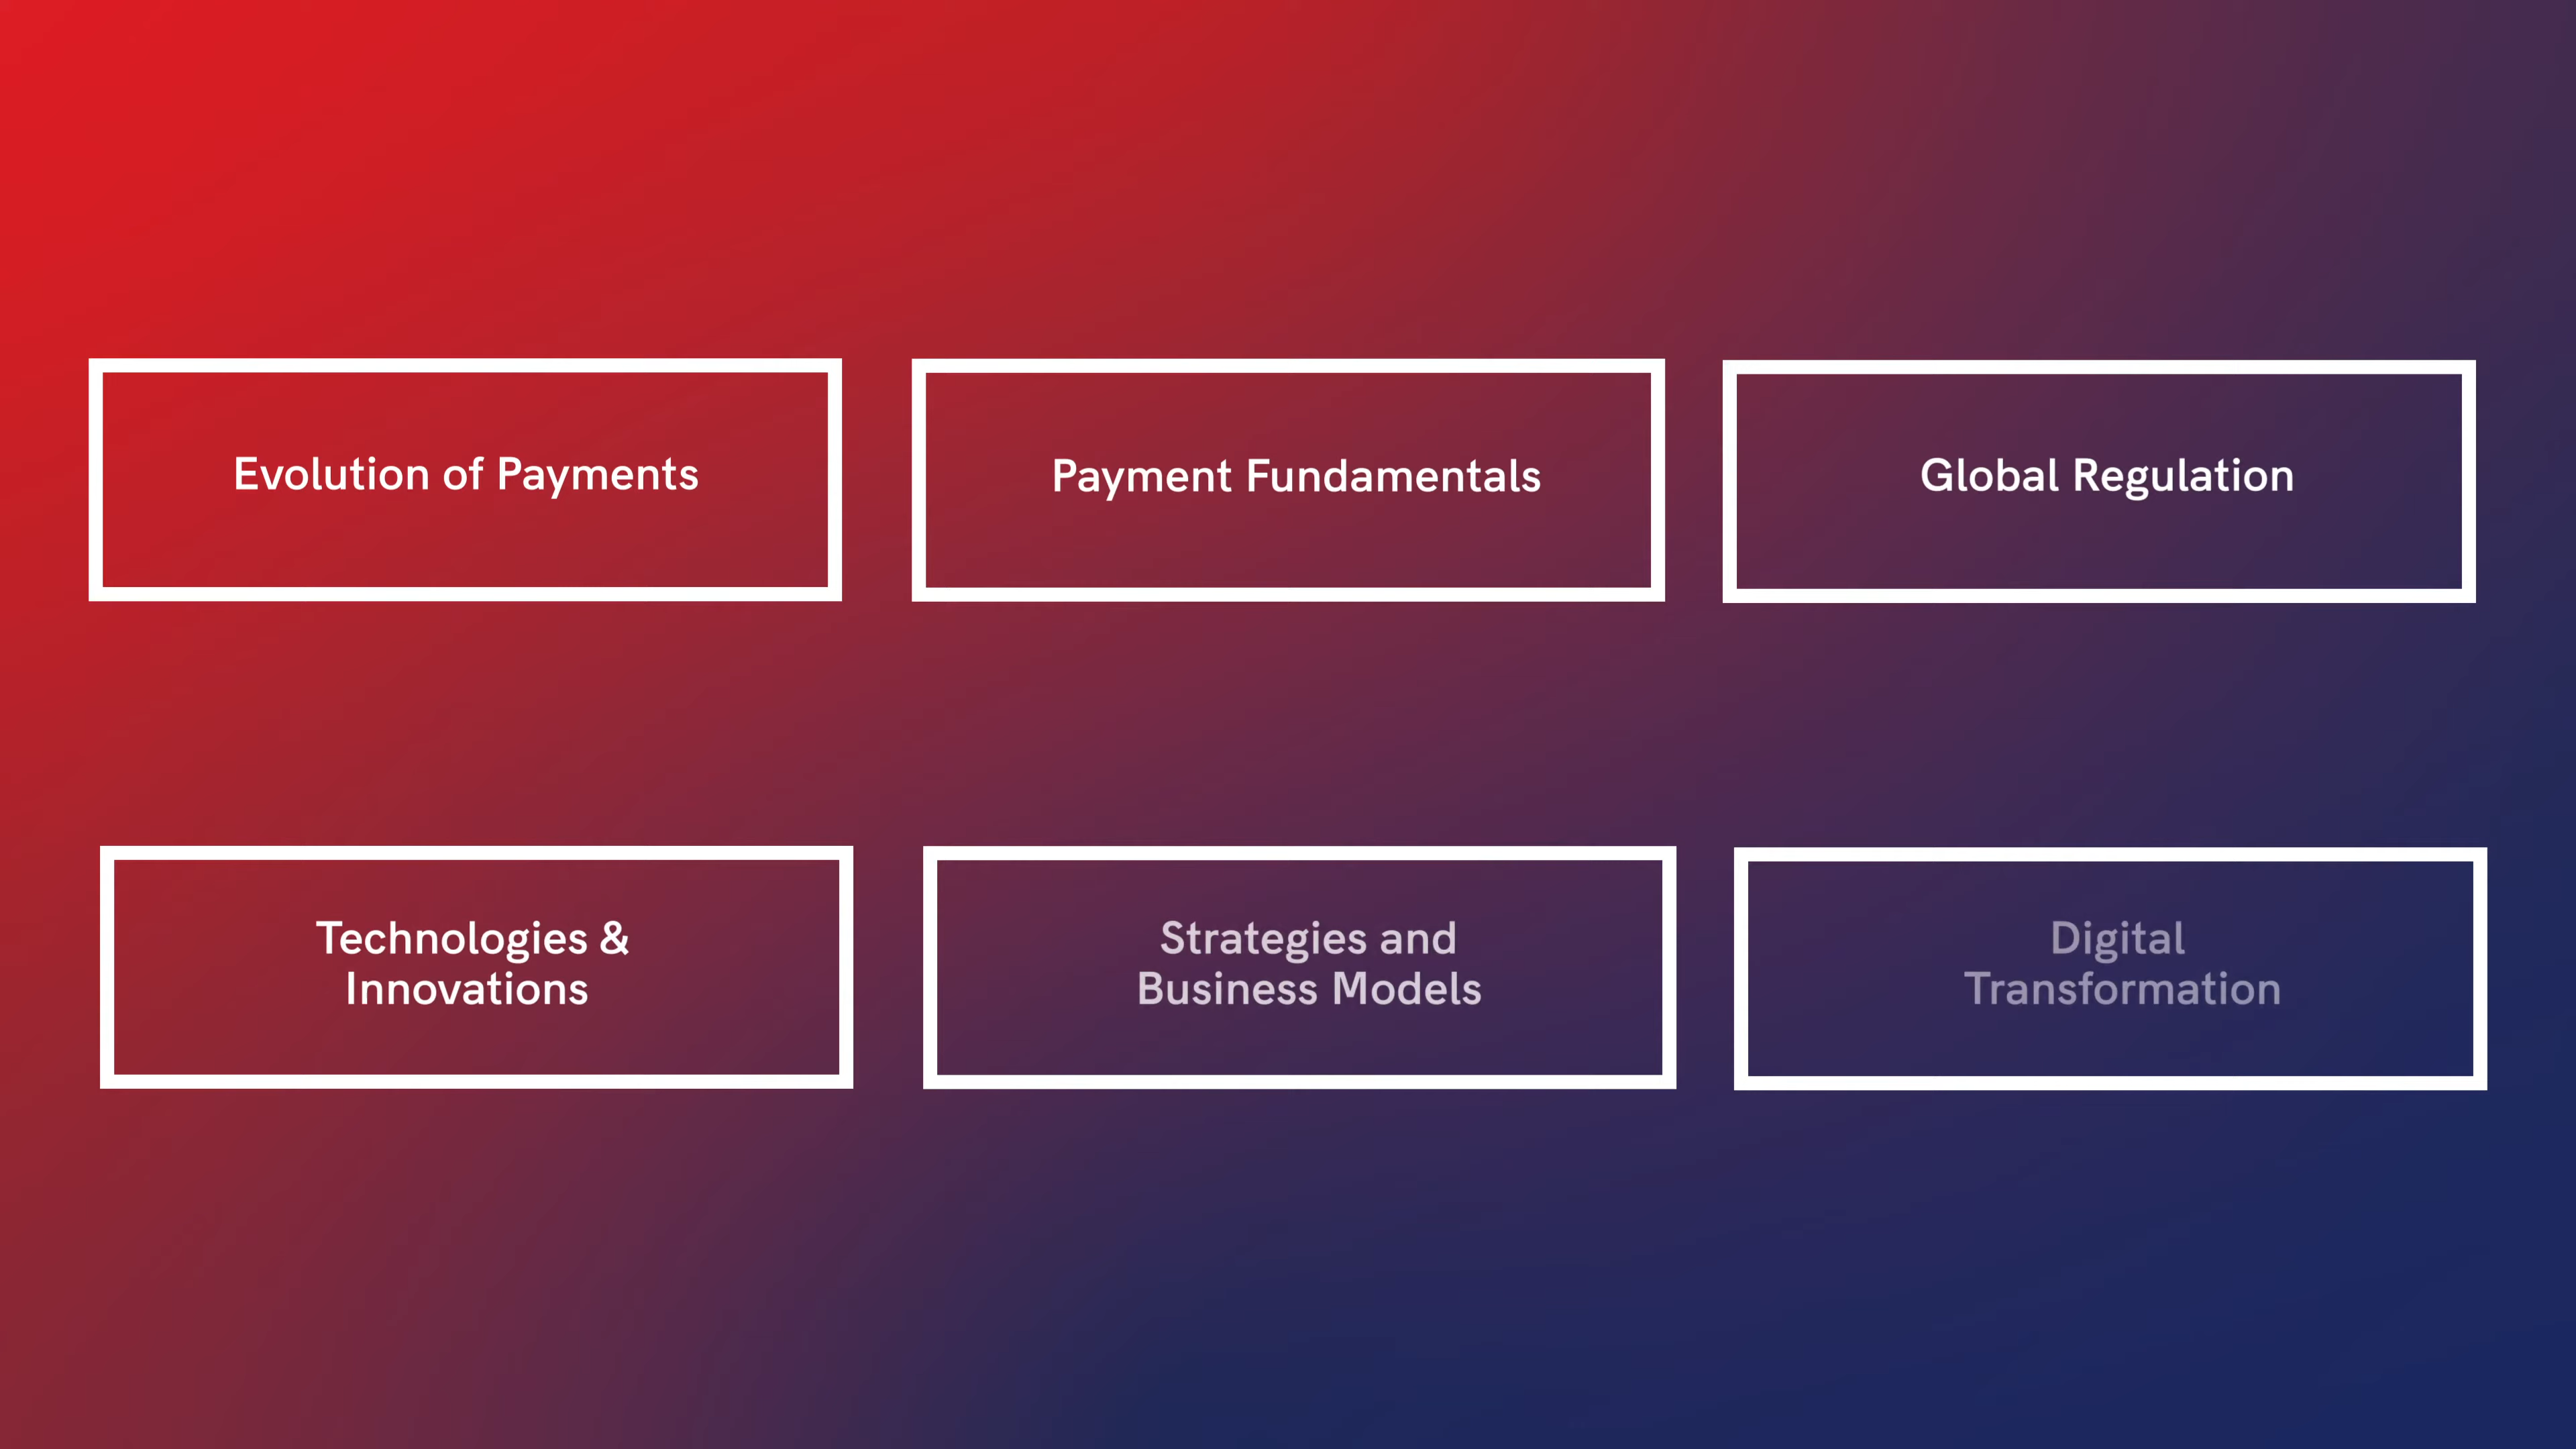 Evolution of Payments
Payment Fundamentals
Global Regulation
Technologies &
Innovations
Strategies and
Business Models
Digital
Transformation